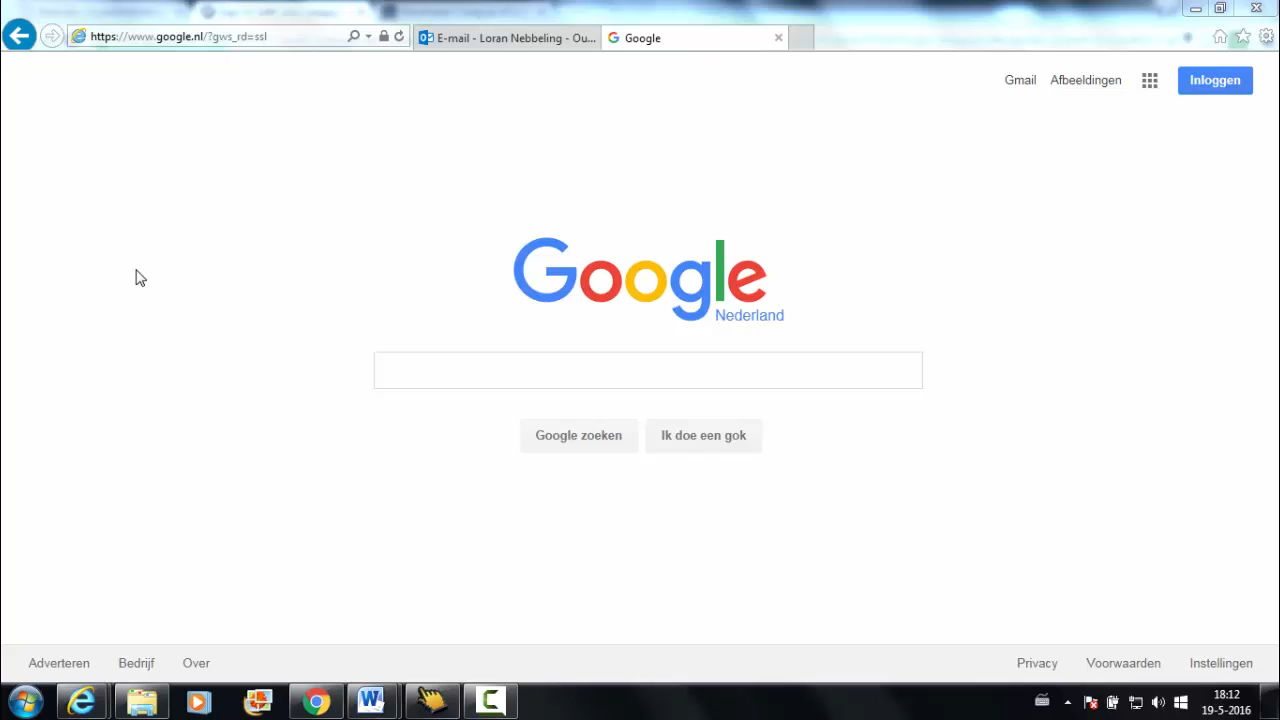 https://www.google.nl/?gws_rd=ssl
E-mail - Loran Nebbeling - Ou...
Google
Gmail Afbeeldingen Inloggen
Google
Nederland
Google zoeken Ik doe een gok
Adverteren Bedrijf Over Privacy Voorwaarden Instellingen
18:12
19-5-2016